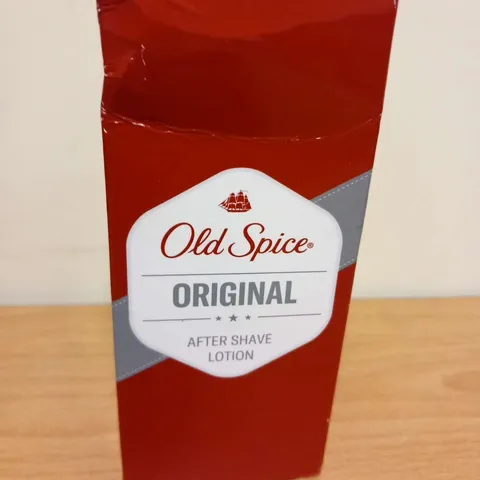 Old Spice®
ORIGINAL
AFTER SHAVE
LOTION